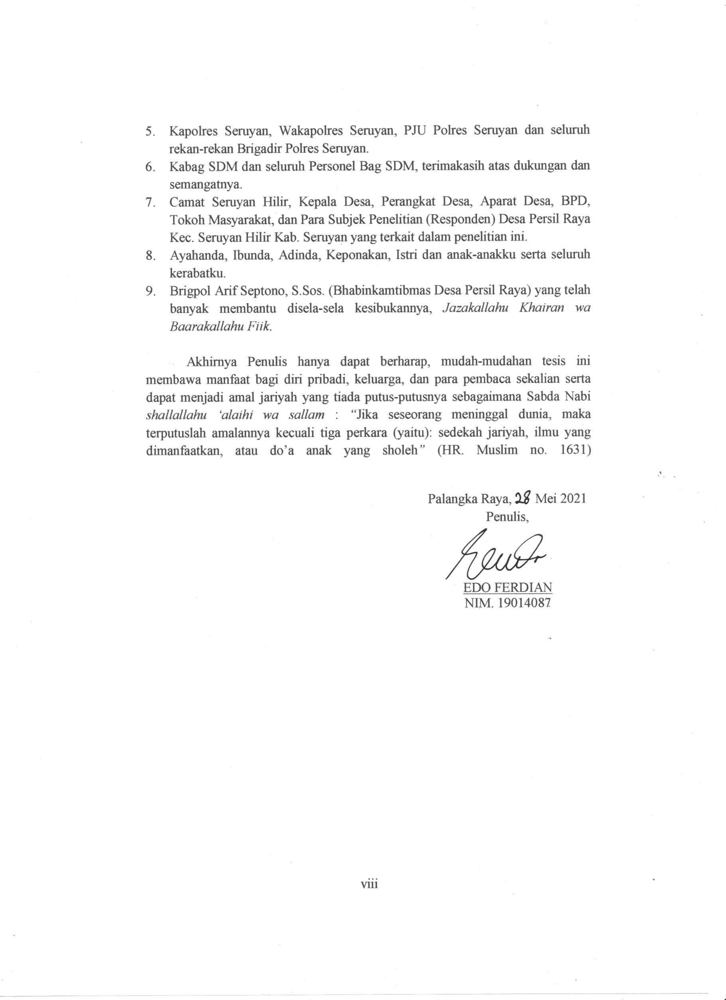 5. Kapolres Seruyan, Wakapolres Seruyan, PJU Polres Seruyan dan seluruh
rekan-rekan Brigadir Polres Seruyan.
6. Kabag SDM dan seluruh Personel Bag SDM, terimakasih atas dukungan dan
semangatnya.
7. Camat Seruyan Hilir, Kepala Desa, Perangkat Desa, Aparat Desa, BPD,
Tokoh Masyarakat, dan Para Subjek Penelitian (Responden) Desa Persil Raya
Kec. Seruyan Hilir Kab. Seruyan yang terkait dalam penelitian ini.
8. Ayahanda, Ibunda, Adinda, Keponakan, Istri dan anak-anakku serta seluruh
kerabatku.
9. Brigpol Arif Septono, S.Sos. (Bhabinkamtibmas Desa Persil Raya) yang telah
banyak membantu disela-sela kesibukannya, Jazakallahu Khairan wa
Baarakallahu Fiik.
Akhirnya Penulis hanya dapat berharap, mudah-mudahan tesis ini
membawa manfaat bagi diri pribadi, keluarga, dan para pembaca sekalian serta
dapat menjadi amal jariyah yang tiada putus-putusnya sebagaimana Sabda Nabi
shallallahu ‘alaihi wa sallam : “Jika seseorang meninggal dunia, maka
terputuslah amalannya kecuali tiga perkara (yaitu): sedekah jariyah, ilmu yang
dimanfaatkan, atau do’a anak yang sholeh” (HR. Muslim no. 1631)
Palangka Raya, 28 Mei 2021
Penulis,
EDO FERDIAN
NIM. 19014087
viii